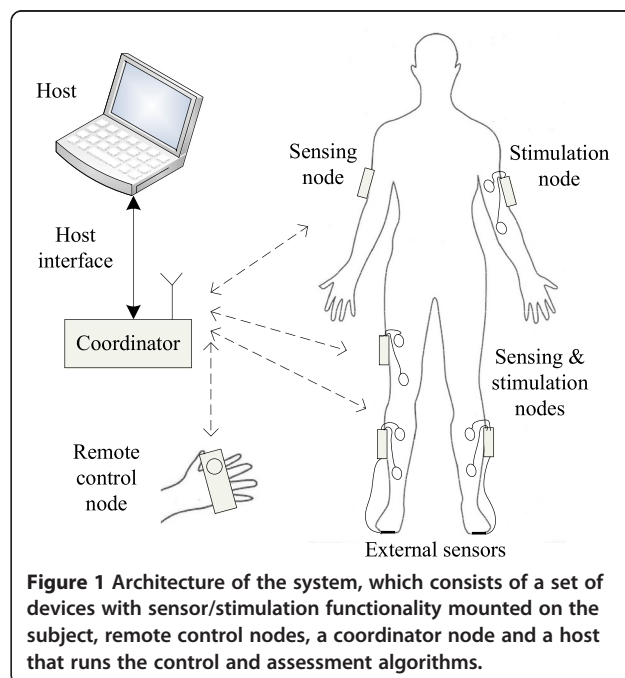 Host
Host
interface
Coordinator
Remote
control
node
Sensing
node
Stimulation
node
Sensing &
stimulation
nodes
External sensors
Figure 1 Architecture of the system, which consists of a set of
devices with sensor/stimulation functionality mounted on the
subject, remote control nodes, a coordinator node and a host
that runs the control and assessment algorithms.